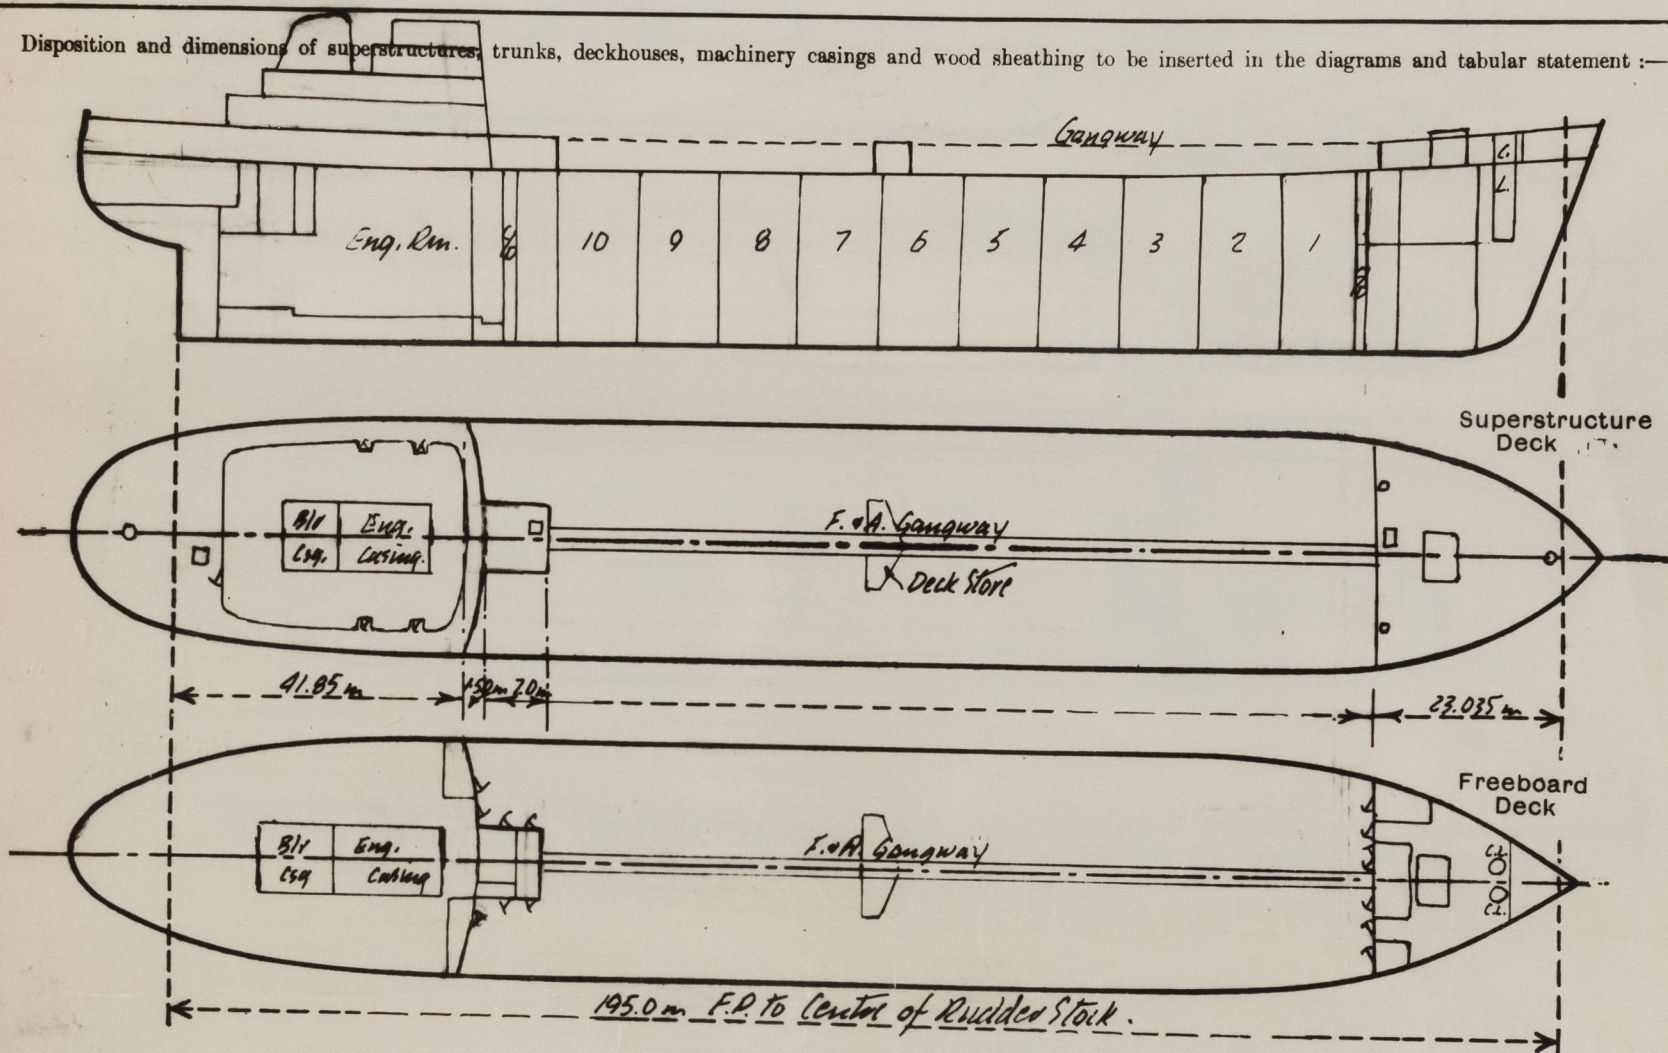 Disposition and dimensions of superstructures, trunks, deckhouses, machinery casings and wood sheathing to be inserted in the diagrams and tabular statement :—
Gangway
C.
L.
Eng. Rm.
10 9 8 7 6 5 4 3 2 1
Superstructure
Deck
Blr Eng.
Csg. Casing.
F. & A. Gangway
Deck Store
41.85 m 1.50m 7.0m 23.035 m
Freeboard
Deck
Blr Eng.
Csg Casing
F. & A. Gangway
C.L.
C.L.
195.0 m F.P. to Centre of Rudder Stock.